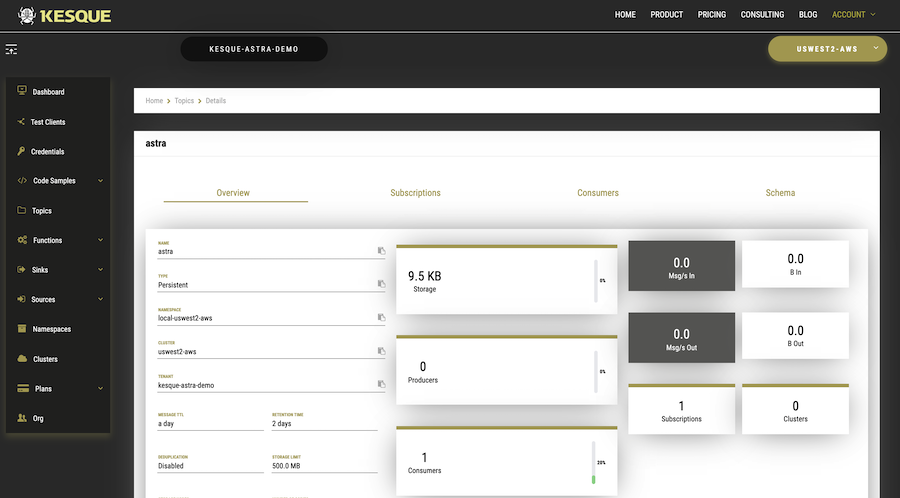 KESQUE
HOME PRODUCT PRICING CONSULTING BLOG ACCOUNT
KESQUE-ASTRA-DEMO
USWEST2-AWS
Dashboard
Test Clients
Credentials
Code Samples
Topics
Functions
Sinks
Sources
Namespaces
Clusters
Plans
Org
Home > Topics > Details
astra
Overview Subscriptions Consumers Schema
NAME
astra
TYPE
Persistent
NAMESPACE
local-uswest2-aws
CLUSTER
uswest2-aws
TENANT
kesque-astra-demo
MESSAGE TTL RETENTION TIME
a day 2 days
DEDUPLICATION STORAGE LIMIT
Disabled 500.0 MB
9.5 KB
Storage
0%
0
Producers
0%
1
Consumers
20%
0.0
Msg/s In
0.0
B In
0.0
Msg/s Out
0.0
B Out
1
Subscriptions
0
Clusters